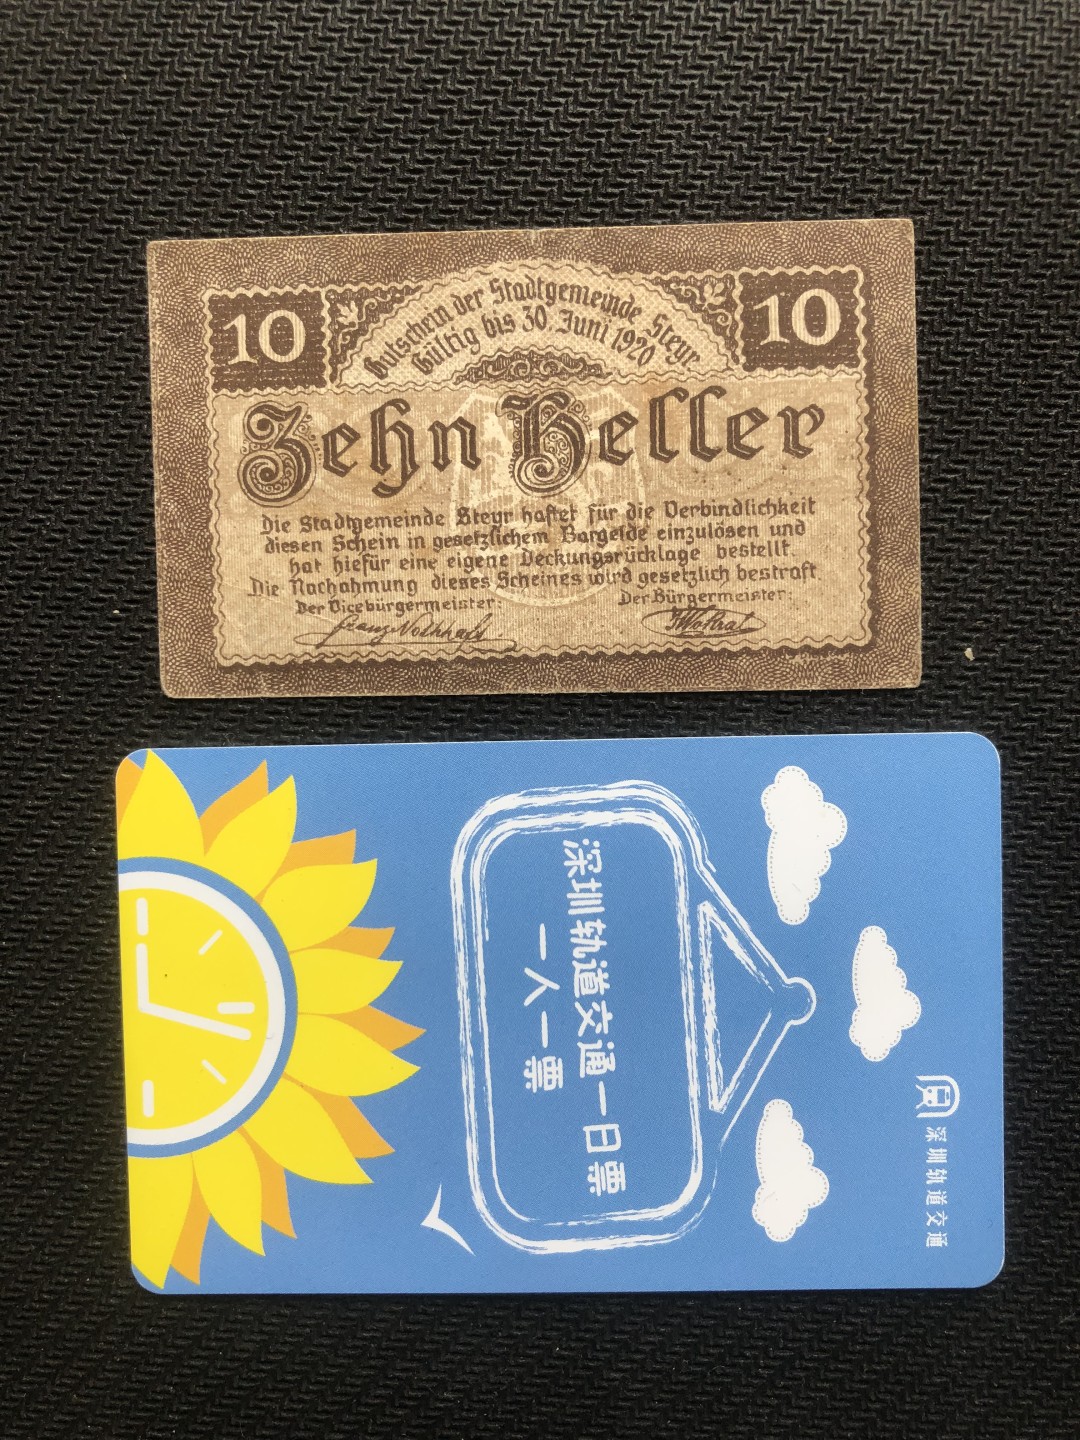 10
10
Gutschein der Stadtgemeinde Steyr
Gültig bis 30. Juni 1920
Zehn Heller
Die Stadtgemeinde Steyr haftet für die Verbindlichkeit
diesen Schein in gesetzlichem Bargelde einzulösen und
hat hiefür eine eigene Deckungsrücklage bestellt.
Die Nachahmung dieses Scheines wird gesetzlich bestraft.
Der Vicebürgermeister:
Der Bürgermeister:
深圳轨道交通一日票
一人一票
深圳轨道交通